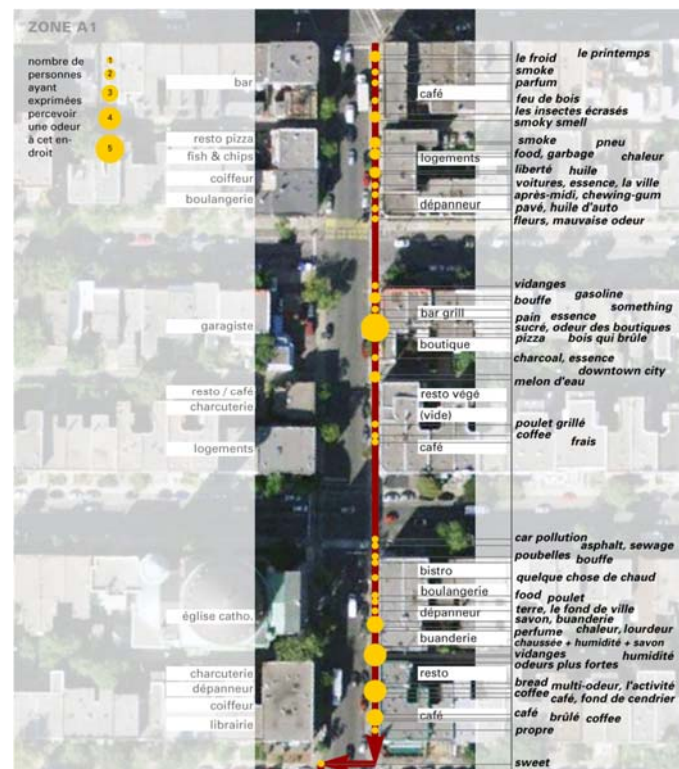 ZONE A1
nombre de
personnes
ayant
exprimées
percevoir
une odeur
à cet en-
droit
1
2
3
4
5
bar
resto pizza
fish & chips
coiffeur
boulangerie
garagiste
resto / café
charcuterie
logements
église catho.
charcuterie
dépanneur
coiffeur
librairie
café
logements
dépanneur
bar grill
boutique
resto végé
(vide)
café
bistro
boulangerie
dépanneur
buanderie
resto
café
le froid le printemps
smoke
parfum
feu de bois
les insectes écrasés
smoky smell
smoke pneu
food, garbage chaleur
liberté huile
voitures, essence, la ville
après-midi, chewing-gum
pavé, huile d'auto
fleurs, mauvaise odeur
vidanges
gasoline
bouffe
something
pain essence
sucré, odeur des boutiques
pizza bois qui brûle
charcoal, essence
downtown city
melon d'eau
poulet grillé
coffee
frais
car pollution
asphalt, sewage
poubelles
bouffe
quelque chose de chaud
food poulet
terre, le fond de ville
savon, buanderie
perfume chaleur, lourdeur
chaussée + humidité + savon
vidanges humidité
odeurs plus fortes
bread multi-odeur, l'activité
coffee café, fond de cendrier
café brûlé coffee
propre
sweet